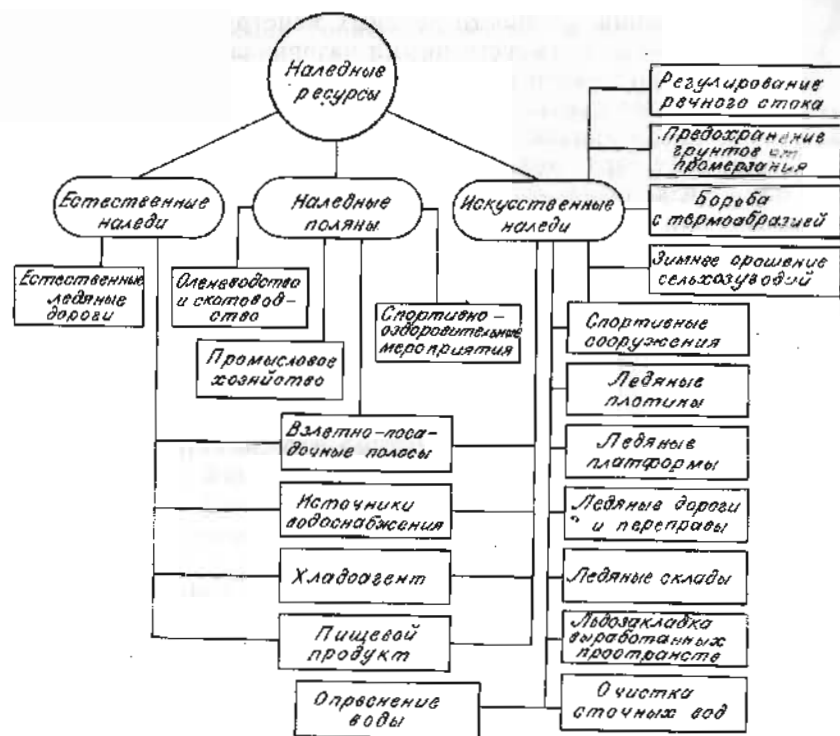 Наледные
ресурсы
Естественные
наледи
Наледные
поляны
Искусственные
наледи
Регулирование
речного стока
Предохранение
грунтов от
промерзания
Борьба
с термоабразией
Зимнее орошение
сельхозугодий
Естественные
ледяные
дороги
Оленеводство
и скотовод-
ство
Промысловое
хозяйство
Спортивно-
оздоровительные
мероприятия
Спортивные
сооружения
Ледяные
плотины
Взлетно-поса-
дочные полосы
Ледяные
платформы
Источники
водоснабжения
Ледяные дороги
и переправы
Хладоагент
Ледяные склады
Пищевой
продукт
Льдозакладка
выработанных
пространств
Опреснение
воды
Очистка
сточных вод